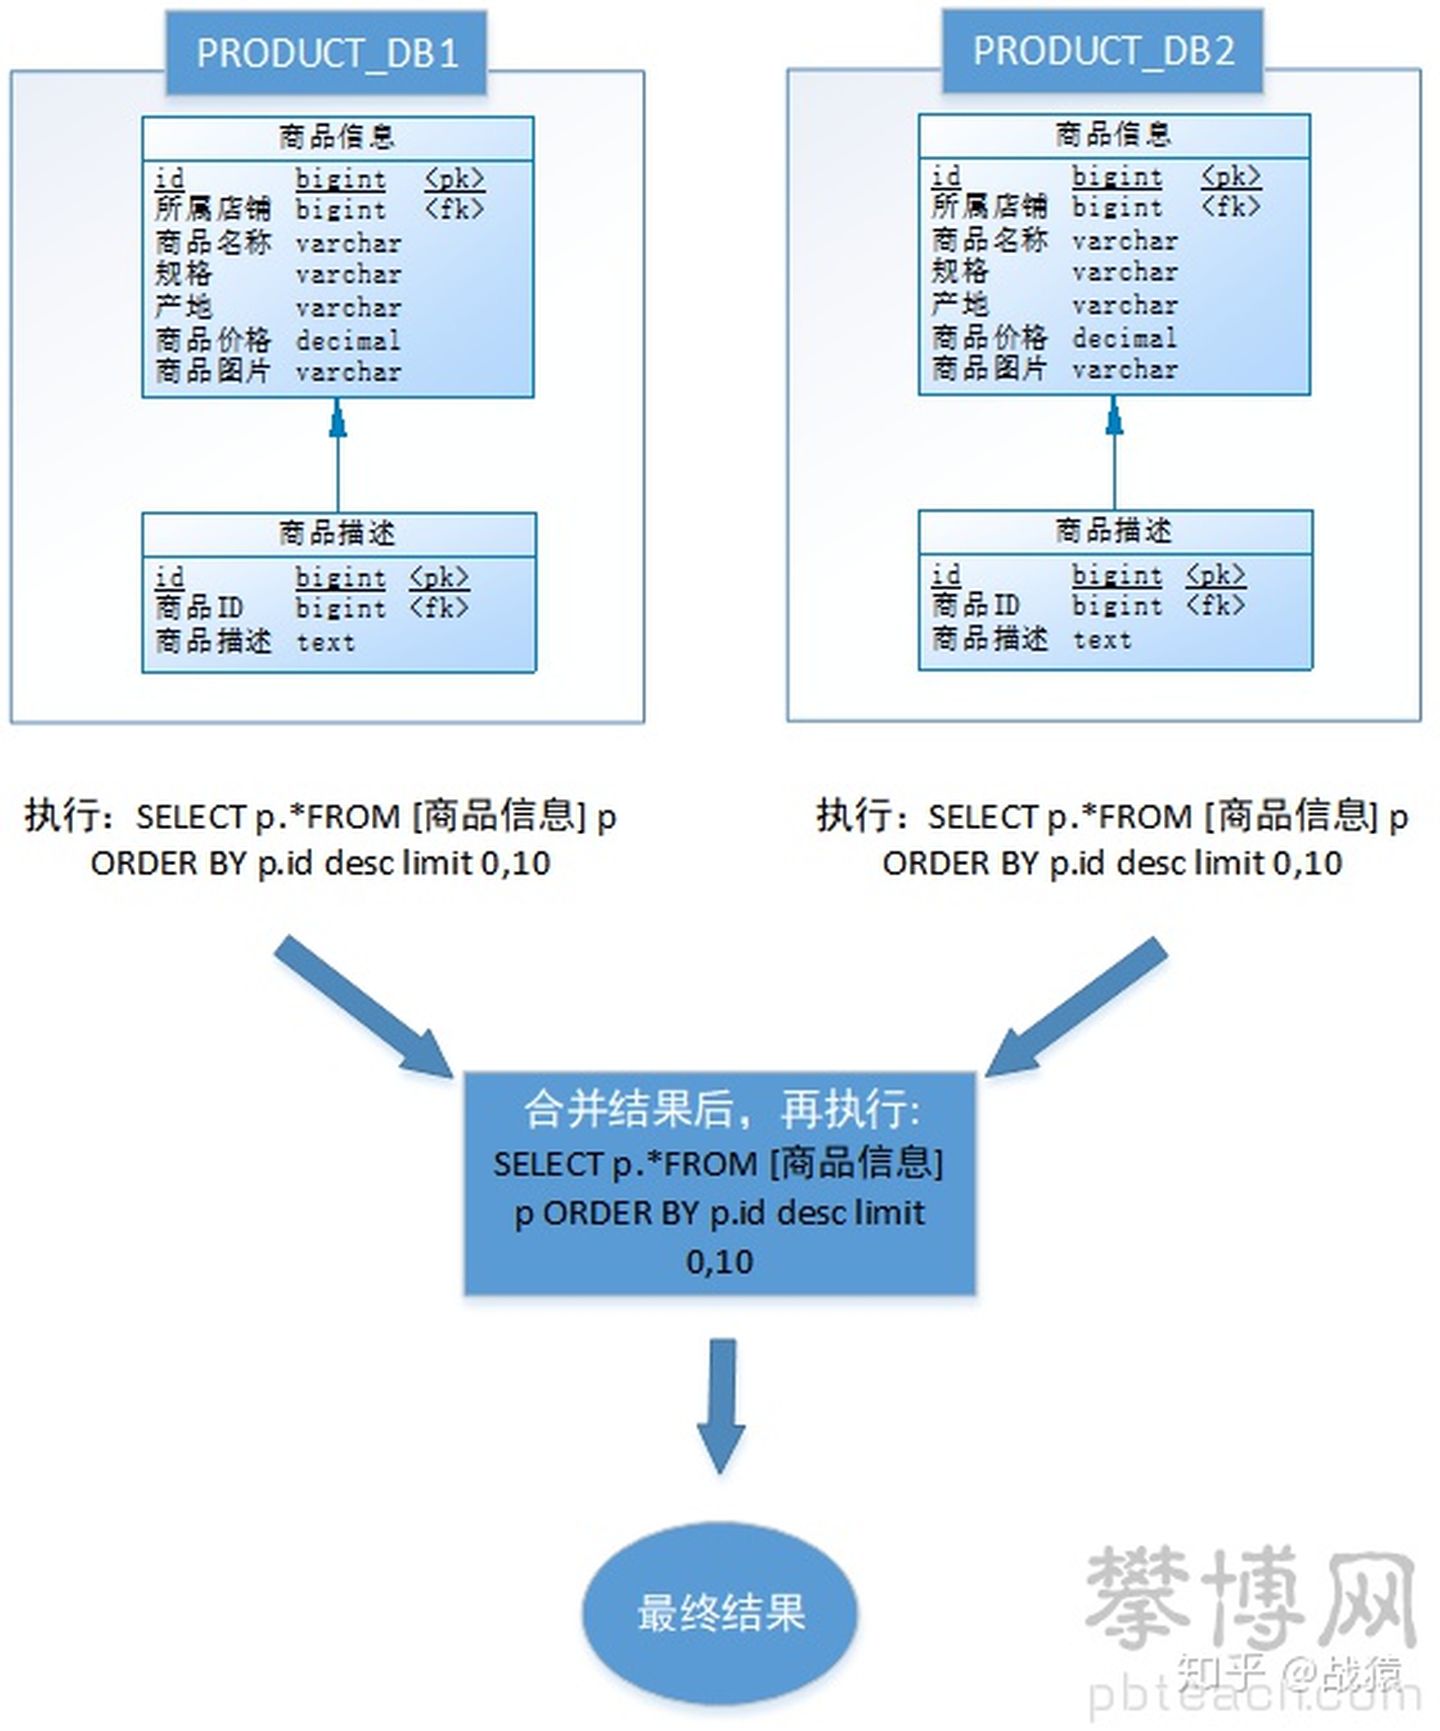 PRODUCT_DB1
商品信息
id bigint <pk>
所属店铺 bigint <fk>
商品名称 varchar
规格 varchar
产地 varchar
商品价格 decimal
商品图片 varchar
商品描述
id bigint <pk>
商品ID bigint <fk>
商品描述 text
执行：SELECT p.*FROM [商品信息] p
ORDER BY p.id desc limit 0,10
PRODUCT_DB2
商品信息
id bigint <pk>
所属店铺 bigint <fk>
商品名称 varchar
规格 varchar
产地 varchar
商品价格 decimal
商品图片 varchar
商品描述
id bigint <pk>
商品ID bigint <fk>
商品描述 text
执行：SELECT p.*FROM [商品信息] p
ORDER BY p.id desc limit 0,10
合并结果后，再执行:
SELECT p.*FROM [商品信息]
p ORDER BY p.id desc limit
0,10
最终结果
攀博网
知乎 @战猿
pbteach.com